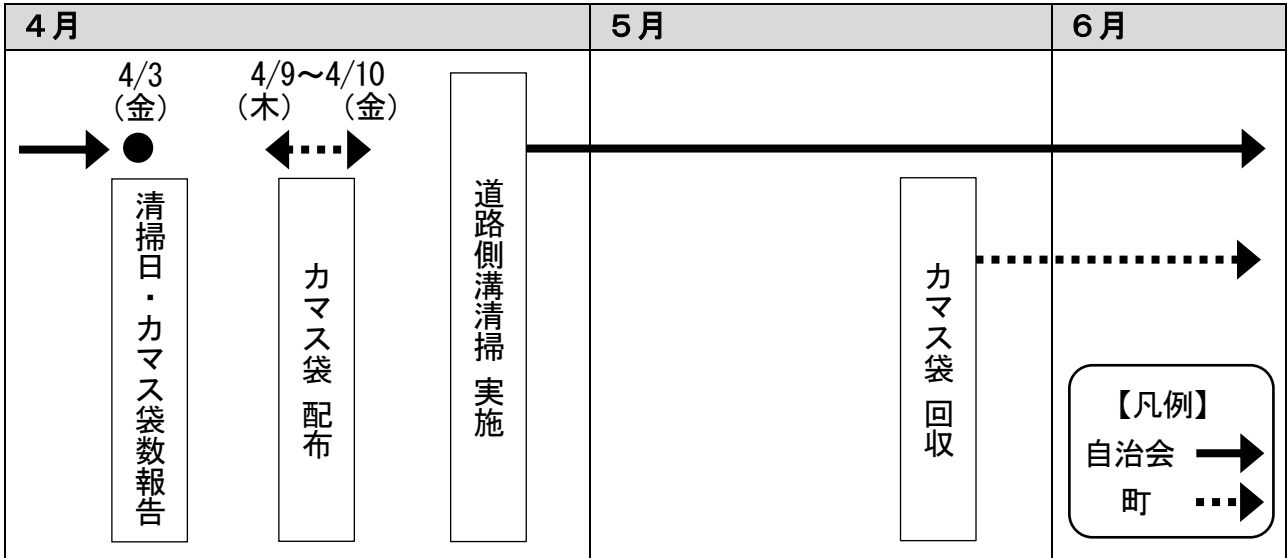 ４月
５月
６月
4/3
（金）
4/9～4/10
（木）　（金）
清掃日・カマス袋数報告
カマス袋 配布
道路側溝清掃 実施
カマス袋 回収
【凡例】
自治会
町